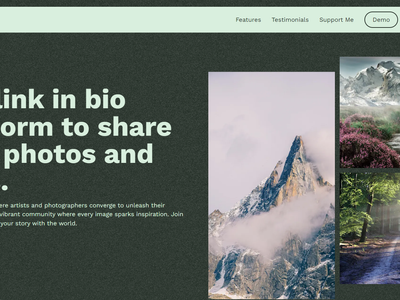 Features Testimonials Support Me Demo
link in bio
orm to share
photos and
.
ere artists and photographers converge to unleash their
vibrant community where every image sparks inspiration. Join
your story with the world.